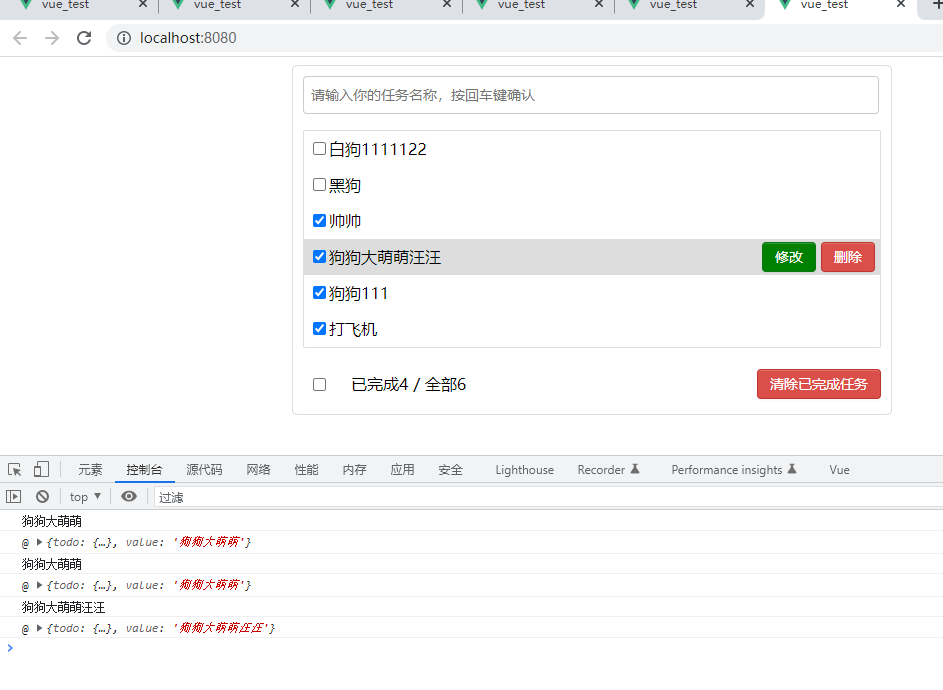 vue_test vue_test vue_test vue_test vue_test vue_test
localhost:8080
请输入你的任务名称，按回车键确认
白狗1111122
黑狗
帅帅
狗狗大萌萌汪汪 修改 删除
狗狗111
打飞机
已完成4 / 全部6 清除已完成任务
元素 控制台 源代码 网络 性能 内存 应用 安全 Lighthouse Recorder Performance insights Vue
top 过滤
狗狗大萌萌
@ {todo: {…}, value: '狗狗大萌萌'}
狗狗大萌萌
@ {todo: {…}, value: '狗狗大萌萌'}
狗狗大萌萌汪汪
@ {todo: {…}, value: '狗狗大萌萌汪汪'}